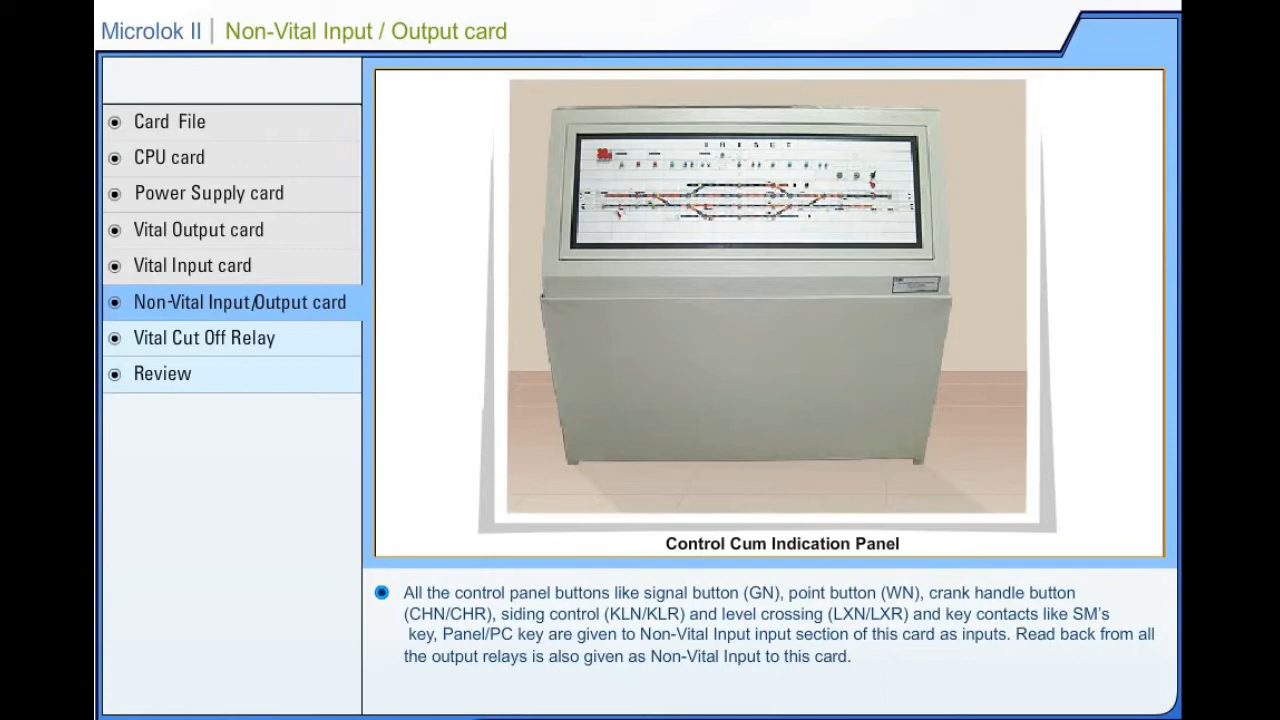 Microlok II | Non-Vital Input / Output card
Card File
CPU card
Power Supply card
Vital Output card
Vital Input card
Non-Vital Input/Output card
Vital Cut Off Relay
Review
Control Cum Indication Panel
All the control panel buttons like signal button (GN), point button (WN), crank handle button
(CHN/CHR), siding control (KLN/KLR) and level crossing (LXN/LXR) and key contacts like SM's
key, Panel/PC key are given to Non-Vital Input input section of this card as inputs. Read back from all
the output relays is also given as Non-Vital Input to this card.